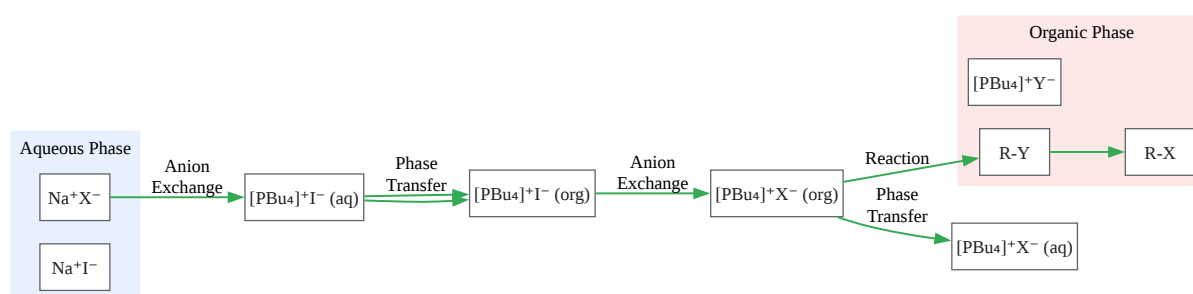 Organic Phase
[PBu₄]⁺Y⁻
Aqueous Phase
Anion
Exchange
Phase
Transfer
Anion
Exchange
Reaction
R-Y
R-X
Na⁺X⁻
[PBu₄]⁺I⁻ (aq)
[PBu₄]⁺I⁻ (org)
[PBu₄]⁺X⁻ (org)
Phase
Transfer
[PBu₄]⁺X⁻ (aq)
Na⁺I⁻